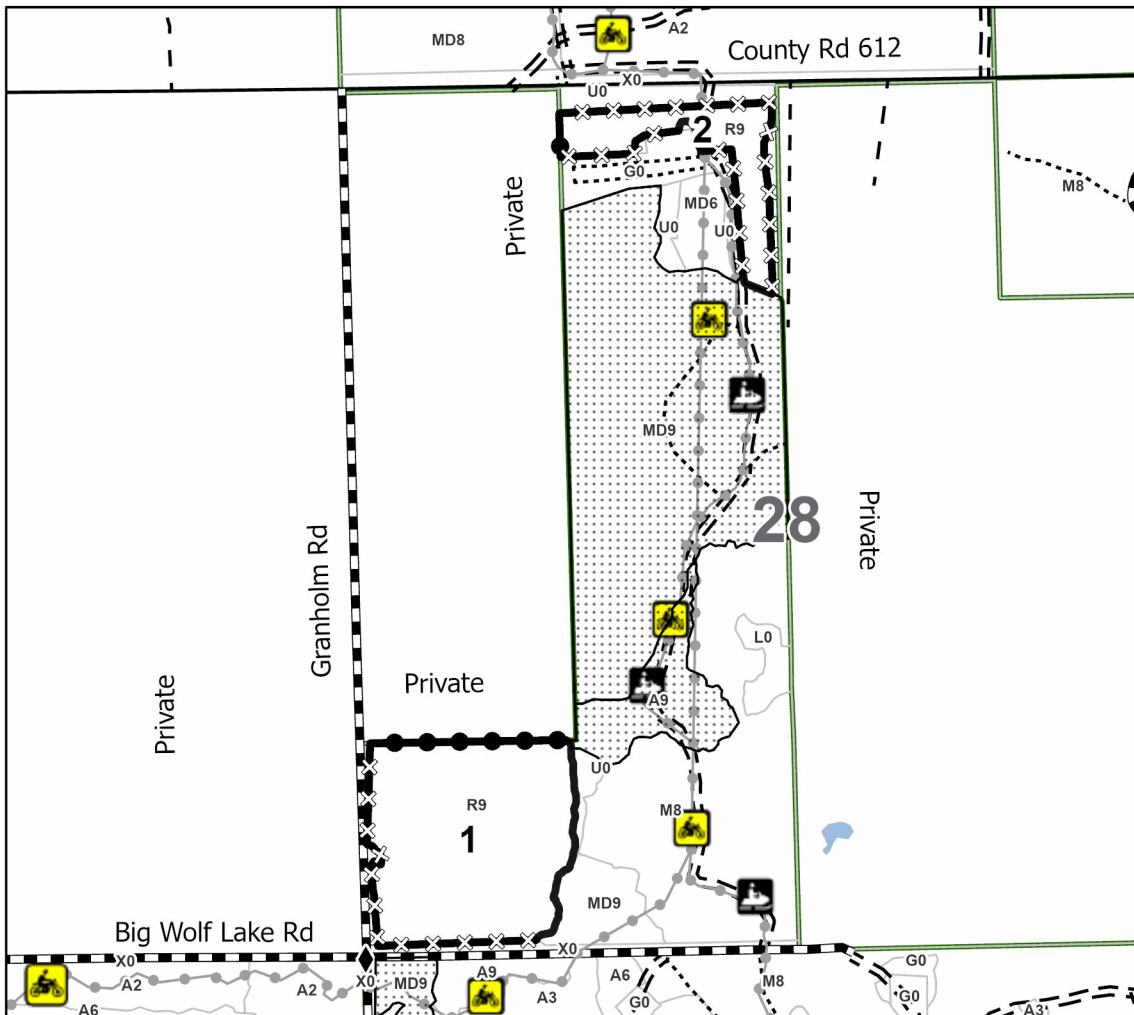 MD8
A2
County Rd 612
X0
U0
2
R9
G0
M8
Private
MD6
U0
U0
MD9
28
Private
Granholm Rd
L0
Private
Private
A9
U0
R9
M8
1
MD9
Big Wolf Lake Rd
X0
X0
G0
A2
A2
X0
MD9
A9
A3
A6
G0
M8
G0
A6
A3